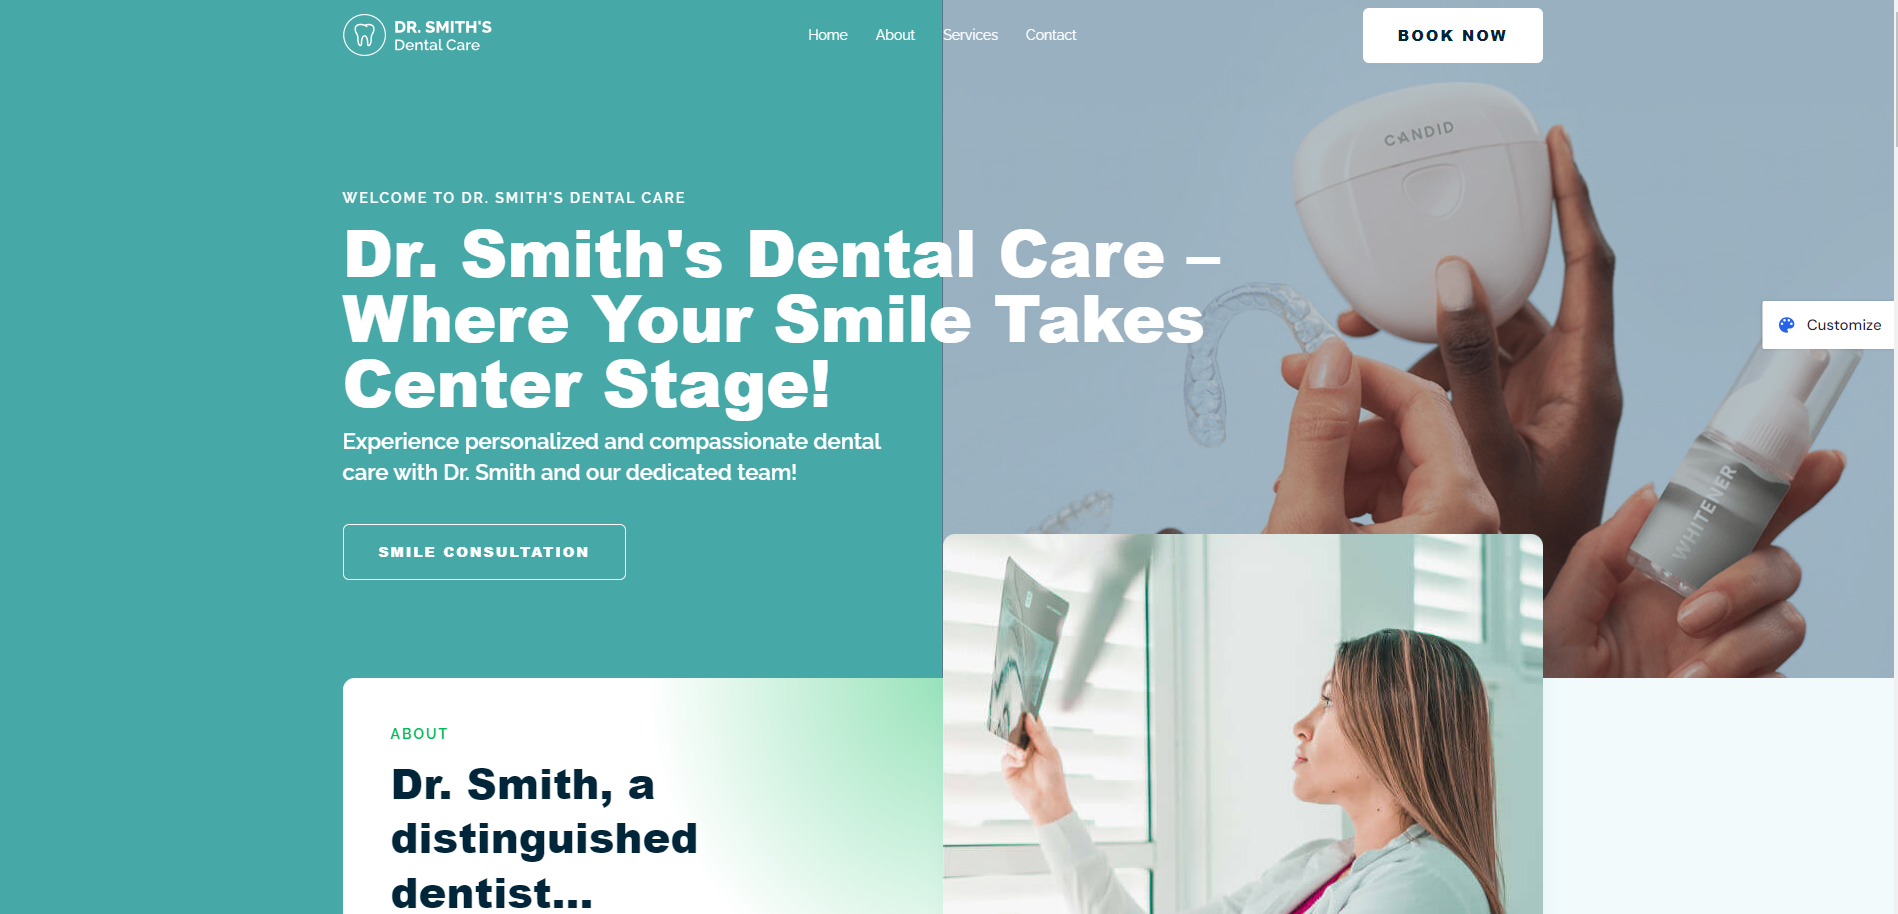 DR. SMITH'S
Dental Care
Home
About
Services
Contact
BOOK NOW
CANDID
WELCOME TO DR. SMITH'S DENTAL CARE
Dr. Smith's Dental Care –
Where Your Smile Takes
Center Stage!
Customize
Experience personalized and compassionate dental
care with Dr. Smith and our dedicated team!
WHITENER
SMILE CONSULTATION
ABOUT
Dr. Smith, a
distinguished
dentist...